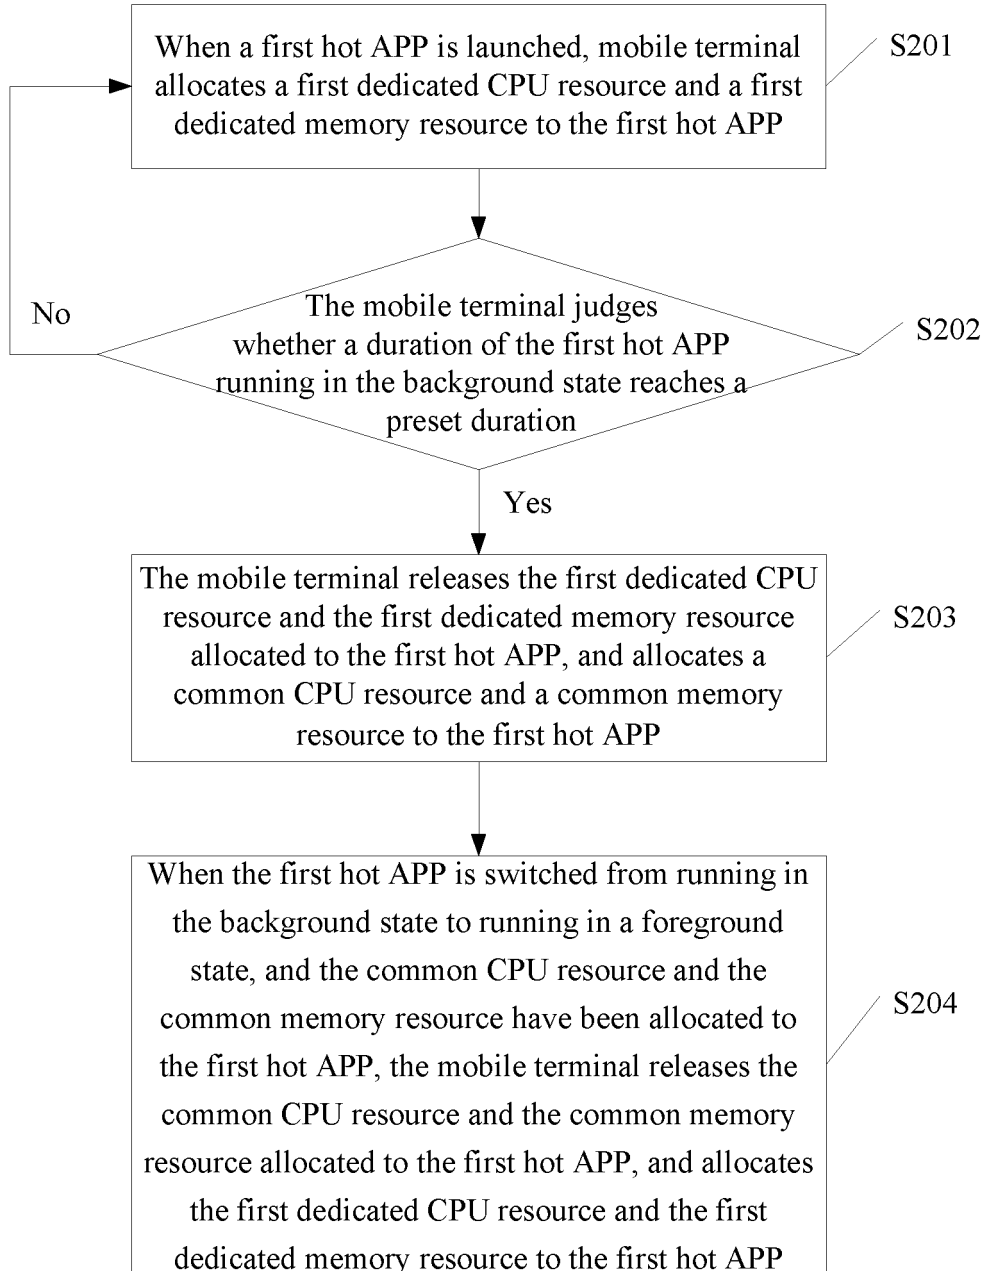 When a first hot APP is launched, mobile terminal
allocates a first dedicated CPU resource and a first
dedicated memory resource to the first hot APP
S201
The mobile terminal judges
whether a duration of the first hot APP
running in the background state reaches a
preset duration
S202
No
Yes
The mobile terminal releases the first dedicated CPU
resource and the first dedicated memory resource
allocated to the first hot APP, and allocates a
common CPU resource and a common memory
resource to the first hot APP
S203
When the first hot APP is switched from running in
the background state to running in a foreground
state, and the common CPU resource and the
common memory resource have been allocated to
the first hot APP, the mobile terminal releases the
common CPU resource and the common memory
resource allocated to the first hot APP, and allocates
the first dedicated CPU resource and the first
dedicated memory resource to the first hot APP
S204